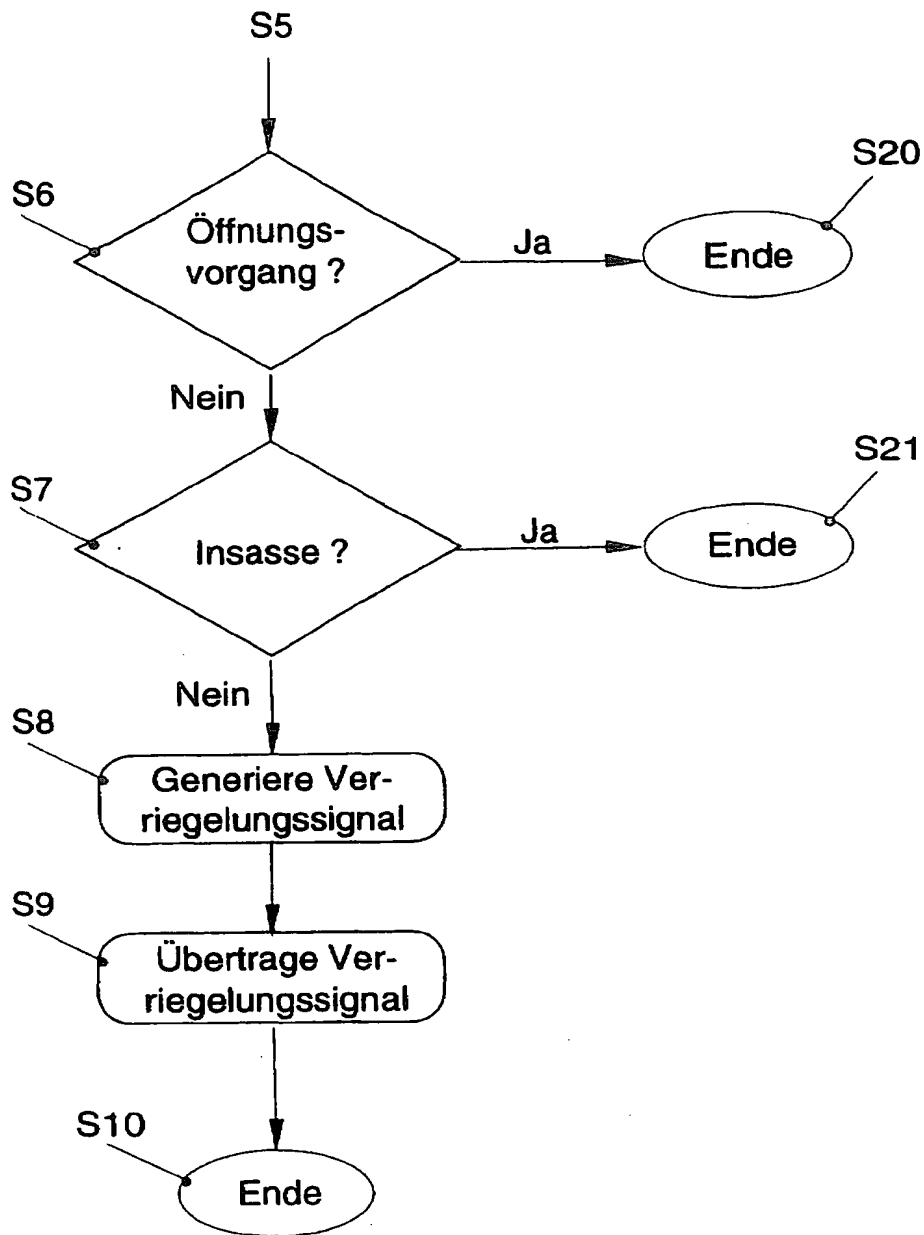 S5
S6
Öffnungs-
vorgang ?
Ja
S20
Ende
Nein
S7
Insasse ?
Ja
S21
Ende
Nein
S8
Generiere Ver-
riegelungssignal
S9
Übertrage Ver-
riegelungssignal
S10
Ende